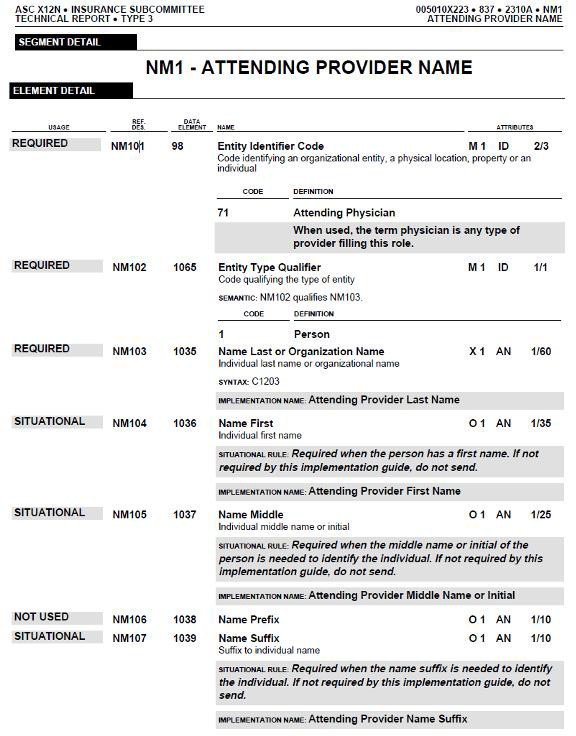 ASC X12N • INSURANCE SUBCOMMITTEE
TECHNICAL REPORT • TYPE 3
005010X223 • 837 • 2310A • NM1
ATTENDING PROVIDER NAME
SEGMENT DETAIL
NM1 - ATTENDING PROVIDER NAME
ELEMENT DETAIL
USAGE REF. DES. DATA ELEMENT NAME ATTRIBUTES
REQUIRED NM101 98 Entity Identifier Code M 1 ID 2/3
Code identifying an organizational entity, a physical location, property or an
individual
CODE DEFINITION
71 Attending Physician
When used, the term physician is any type of
provider filling this role.
REQUIRED NM102 1065 Entity Type Qualifier M 1 ID 1/1
Code qualifying the type of entity
SEMANTIC: NM102 qualifies NM103.
CODE DEFINITION
1 Person
REQUIRED NM103 1035 Name Last or Organization Name X 1 AN 1/60
Individual last name or organizational name
SYNTAX: C1203
IMPLEMENTATION NAME: Attending Provider Last Name
SITUATIONAL NM104 1036 Name First O 1 AN 1/35
Individual first name
SITUATIONAL RULE: Required when the person has a first name. If not
required by this implementation guide, do not send.
IMPLEMENTATION NAME: Attending Provider First Name
SITUATIONAL NM105 1037 Name Middle O 1 AN 1/25
Individual middle name or initial
SITUATIONAL RULE: Required when the middle name or initial of the
person is needed to identify the individual. If not required by this
implementation guide, do not send.
IMPLEMENTATION NAME: Attending Provider Middle Name or Initial
NOT USED NM106 1038 Name Prefix O 1 AN 1/10
SITUATIONAL NM107 1039 Name Suffix O 1 AN 1/10
Suffix to individual name
SITUATIONAL RULE: Required when the name suffix is needed to identify
the individual. If not required by this implementation guide, do not
send.
IMPLEMENTATION NAME: Attending Provider Name Suffix